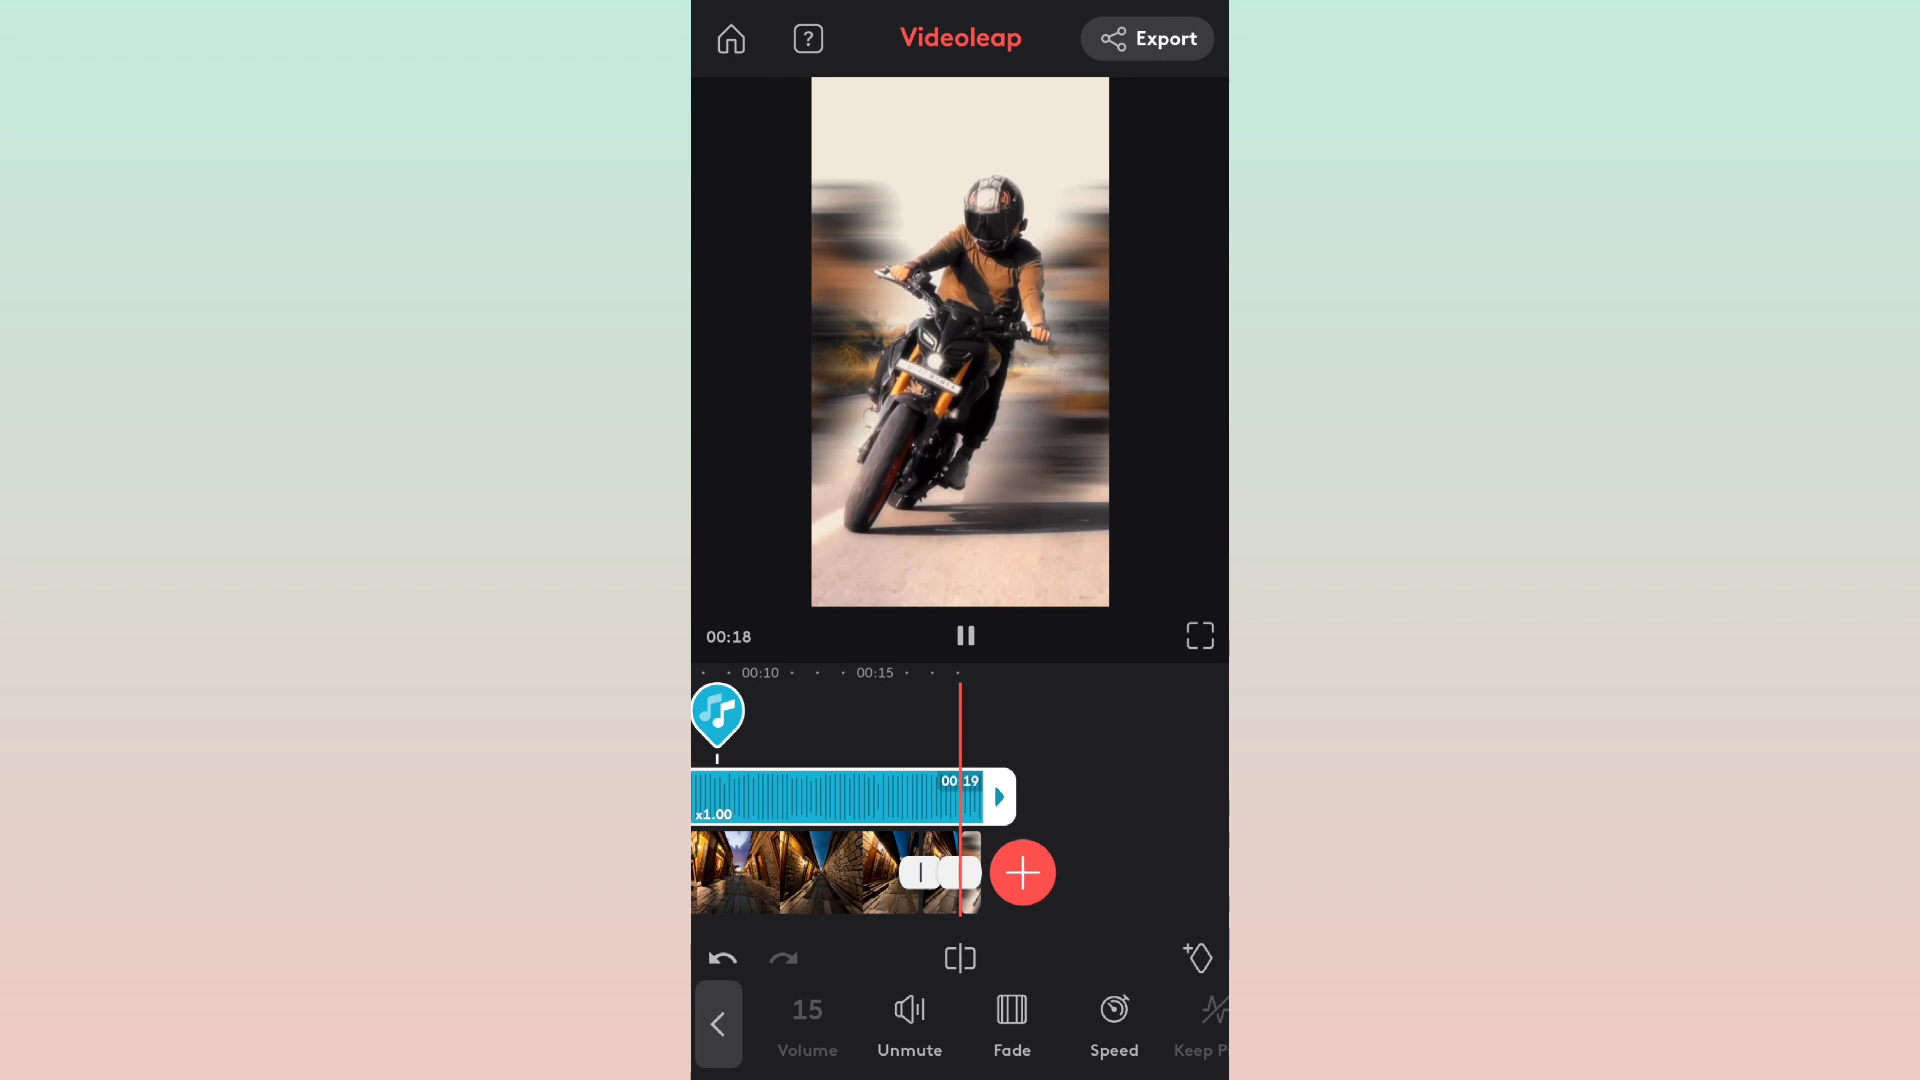 Videoleap
Export
00:18
00:10
00:15
00:19
x1.00
15
Volume
Unmute
Fade
Speed
Keep P